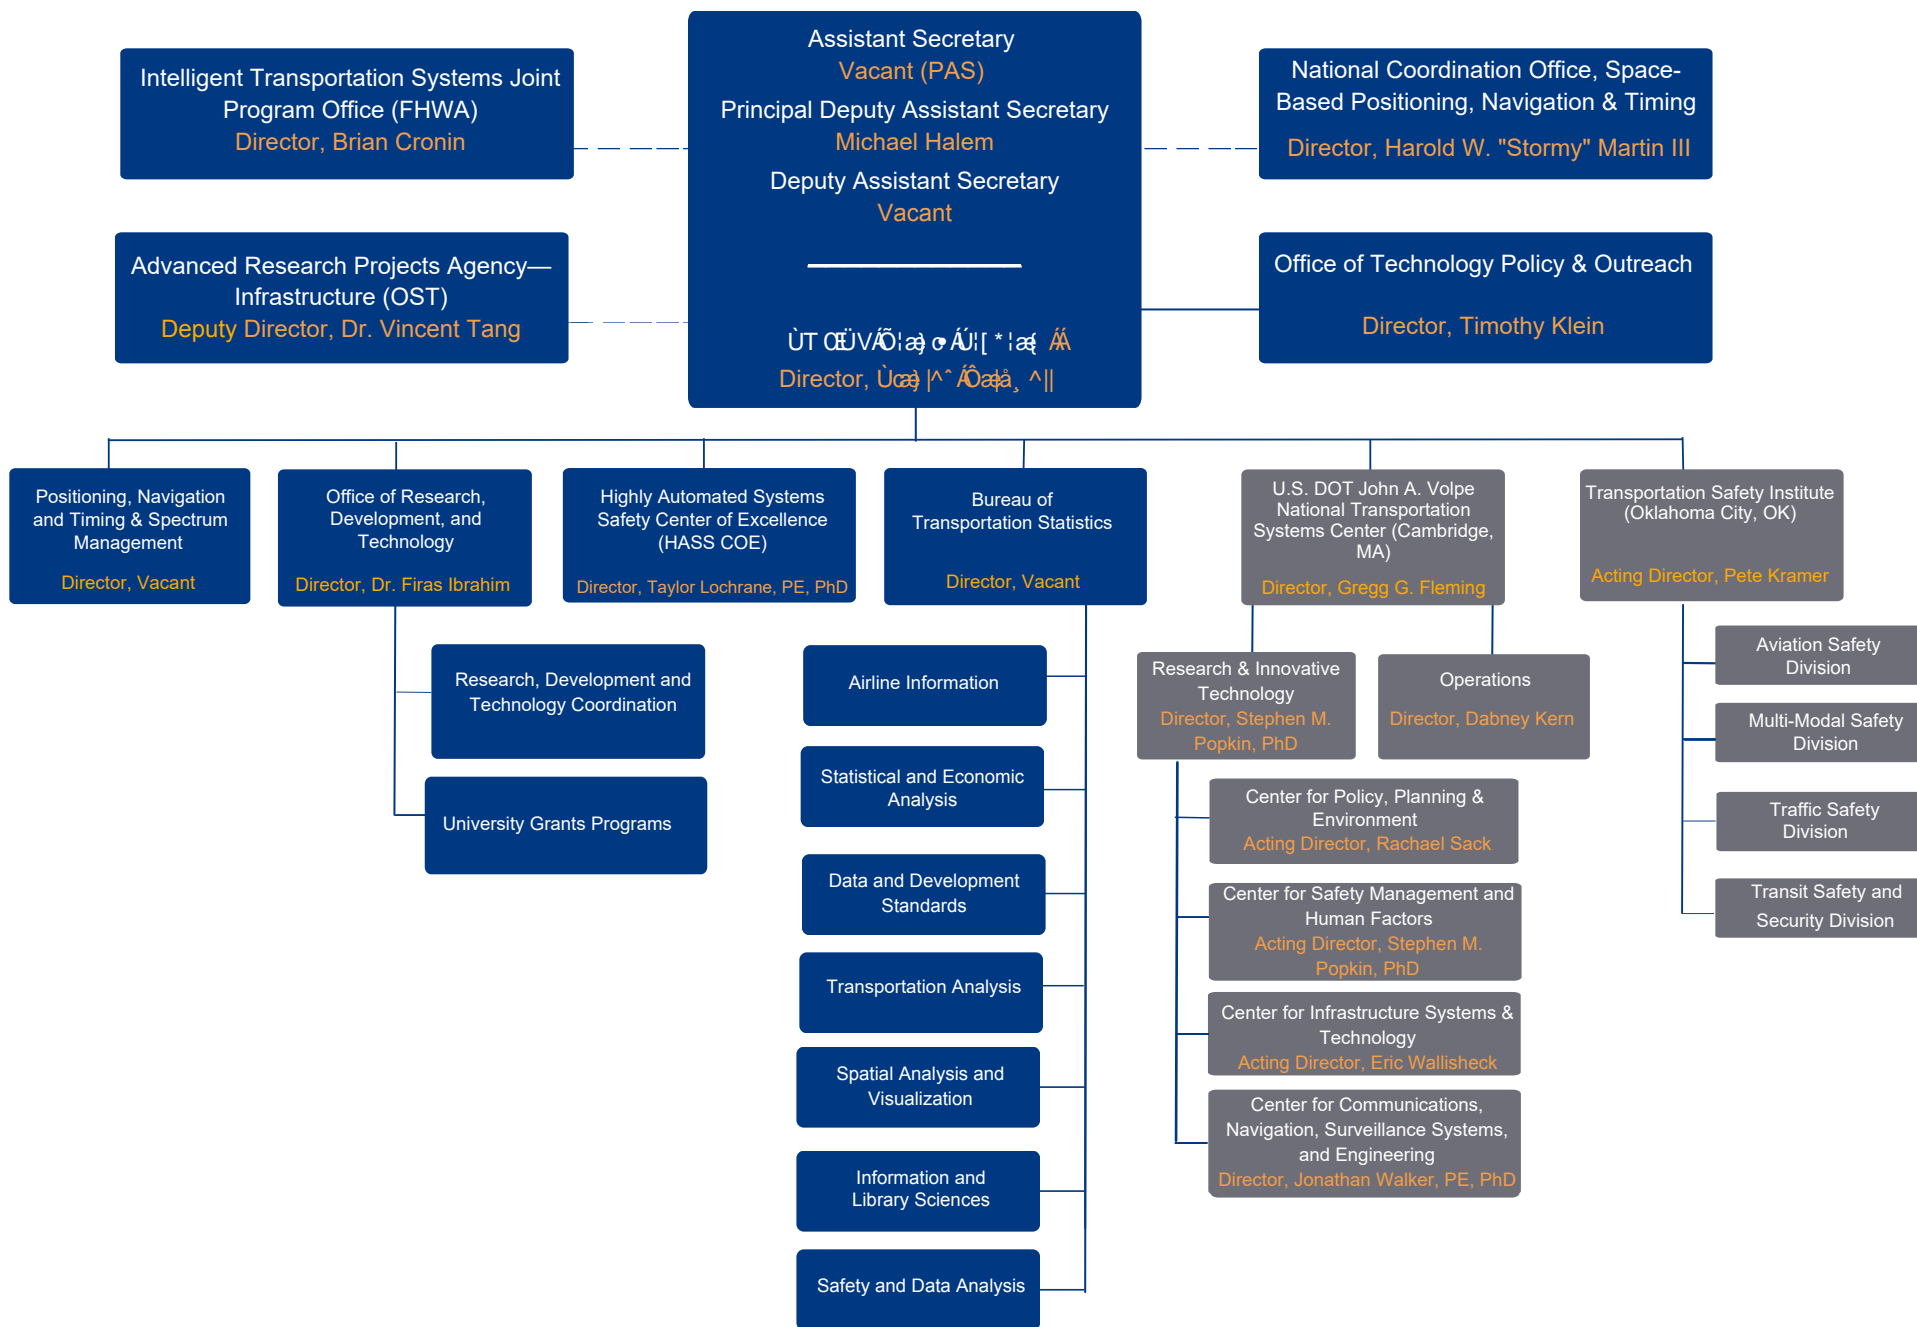 Assistant Secretary
Vacant (PAS)
Principal Deputy Assistant Secretary
Michael Halem
Deputy Assistant Secretary
Vacant
Director,
Intelligent Transportation Systems Joint
Program Office (FHWA)
Director, Brian Cronin
National Coordination Office, Space-
Based Positioning, Navigation & Timing
Director, Harold W. "Stormy" Martin III
Advanced Research Projects Agency—
Infrastructure (OST)
Deputy Director, Dr. Vincent Tang
Office of Technology Policy & Outreach
Director, Timothy Klein
Positioning, Navigation
and Timing & Spectrum
Management
Director, Vacant
Office of Research,
Development, and
Technology
Director, Dr. Firas Ibrahim
Research, Development and
Technology Coordination
University Grants Programs
Highly Automated Systems
Safety Center of Excellence
(HASS COE)
Director, Taylor Lochrane, PE, PhD
Bureau of
Transportation Statistics
Director, Vacant
Airline Information
Statistical and Economic
Analysis
Data and Development
Standards
Transportation Analysis
Spatial Analysis and
Visualization
Information and
Library Sciences
Safety and Data Analysis
U.S. DOT John A. Volpe
National Transportation
Systems Center (Cambridge,
MA)
Director, Gregg G. Fleming
Research & Innovative
Technology
Director, Stephen M.
Popkin, PhD
Operations
Director, Dabney Kern
Center for Policy, Planning &
Environment
Acting Director, Rachael Sack
Center for Safety Management and
Human Factors
Acting Director, Stephen M.
Popkin, PhD
Center for Infrastructure Systems &
Technology
Acting Director, Eric Wallisheck
Center for Communications,
Navigation, Surveillance Systems,
and Engineering
Director, Jonathan Walker, PE, PhD
Transportation Safety Institute
(Oklahoma City, OK)
Acting Director, Pete Kramer
Aviation Safety
Division
Multi-Modal Safety
Division
Traffic Safety
Division
Transit Safety and
Security Division